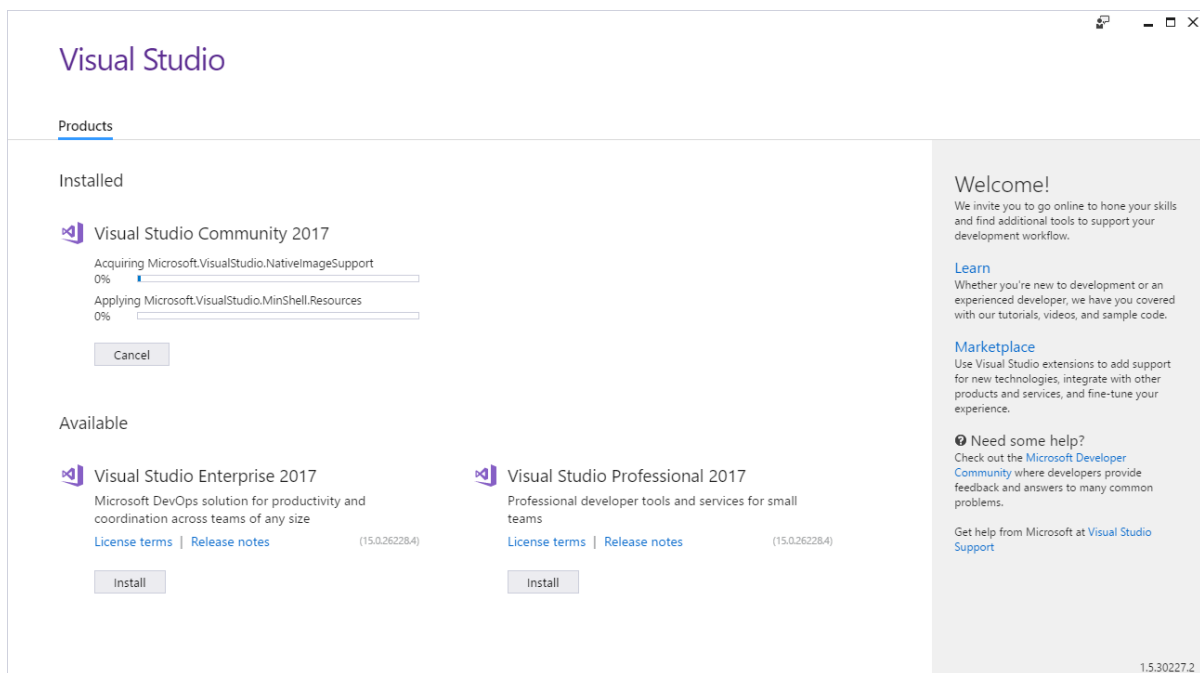 Visual Studio
Products
Installed
Visual Studio Community 2017
Acquiring Microsoft.VisualStudio.NativeImageSupport
0%
Applying Microsoft.VisualStudio.MinShell.Resources
0%
Cancel
Available
Visual Studio Enterprise 2017
Microsoft DevOps solution for productivity and
coordination across teams of any size
License terms | Release notes (15.0.26228.4)
Install
Visual Studio Professional 2017
Professional developer tools and services for small
teams
License terms | Release notes (15.0.26228.4)
Install
Welcome!
We invite you to go online to hone your skills
and find additional tools to support your
development workflow.
Learn
Whether you're new to development or an
experienced developer, we have you covered
with our tutorials, videos, and sample code.
Marketplace
Use Visual Studio extensions to add support
for new technologies, integrate with other
products and services, and fine-tune your
experience.
Need some help?
Check out the Microsoft Developer
Community where developers provide
feedback and answers to many common
problems.
Get help from Microsoft at Visual Studio
Support
1.5.30227.2